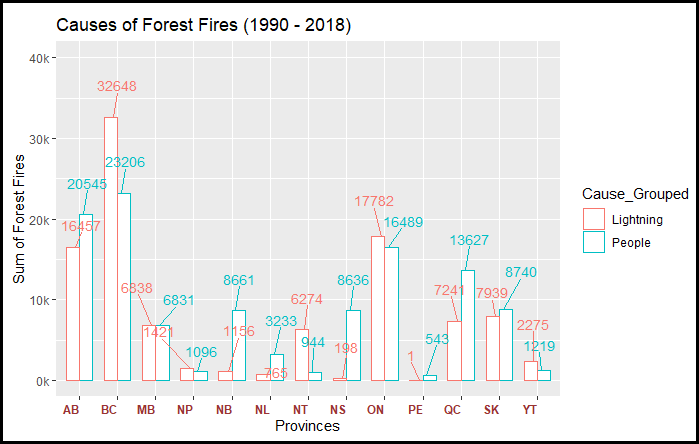 Causes of Forest Fires (1990 - 2018)
40k
30k
20k
10k
0k
Sum of Forest Fires
32648
23206
20545
16457
17782
16489
13627
6838
6831
1421
1096
8661
1156
3233
765
6274
944
8636
198
1
543
7241
7939
8740
2275
1219
AB BC MB NP NB NL NT NS ON PE QC SK YT
Provinces
Cause_Grouped
Lightning
People